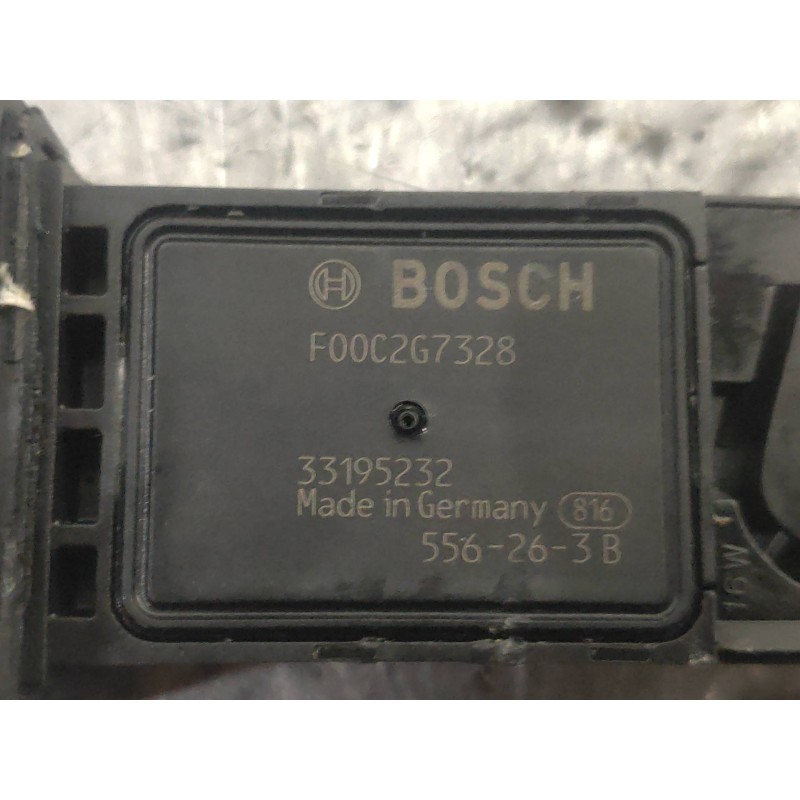 BOSCH
F00C2G7328
33195232
Made in Germany 816
556-26-3B
16W